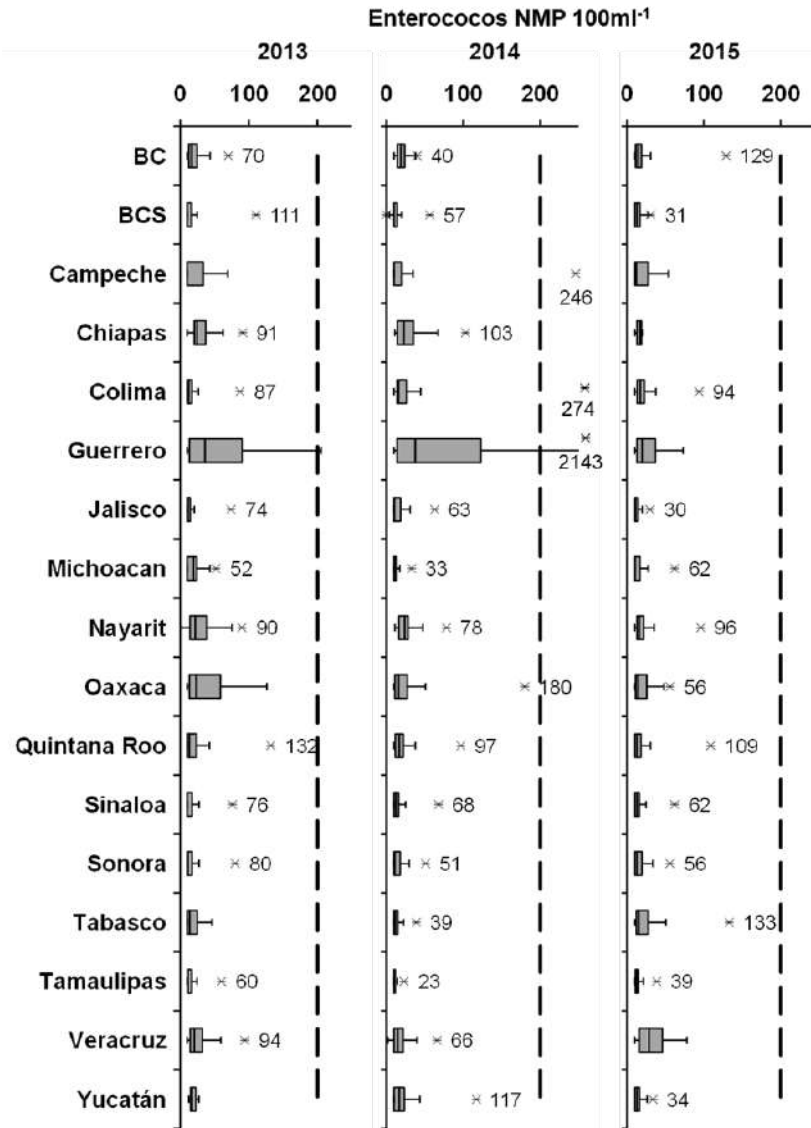 Enterococos NMP 100ml⁻¹
2013 2014 2015
0 100 200 0 100 200 0 100 200
BC 70 40 129
BCS 111 57 31
Campeche 246
Chiapas 91 103
Colima 87 274 94
Guerrero 2143
Jalisco 74 63 30
Michoacan 52 33 62
Nayarit 90 78 96
Oaxaca 180 56
Quintana Roo 132 97 109
Sinaloa 76 68 62
Sonora 80 51 56
Tabasco 39 133
Tamaulipas 60 23 39
Veracruz 94 66
Yucatán 117 34